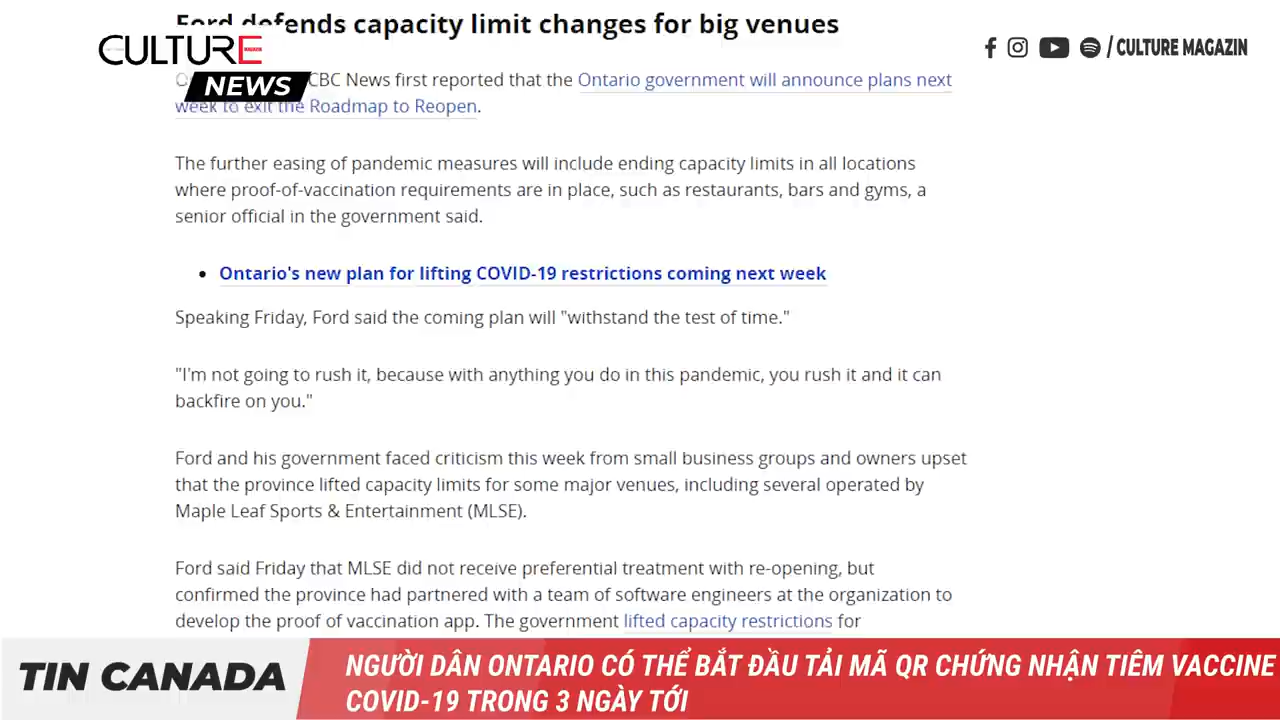 Ford defends capacity limit changes for big venues
CULTURE
NEWS
/ CULTURE MAGAZIN
CBC News first reported that the Ontario government will announce plans next
week to exit the Roadmap to Reopen.
The further easing of pandemic measures will include ending capacity limits in all locations
where proof-of-vaccination requirements are in place, such as restaurants, bars and gyms, a
senior official in the government said.
• Ontario's new plan for lifting COVID-19 restrictions coming next week
Speaking Friday, Ford said the coming plan will "withstand the test of time."
"I'm not going to rush it, because with anything you do in this pandemic, you rush it and it can
backfire on you."
Ford and his government faced criticism this week from small business groups and owners upset
that the province lifted capacity limits for some major venues, including several operated by
Maple Leaf Sports & Entertainment (MLSE).
Ford said Friday that MLSE did not receive preferential treatment with re-opening, but
confirmed the province had partnered with a team of software engineers at the organization to
develop the proof of vaccination app. The government lifted capacity restrictions for
TIN CANADA
NGƯỜI DÂN ONTARIO CÓ THỂ BẮT ĐẦU TẢI MÃ QR CHỨNG NHẬN TIÊM VACCINE
COVID-19 TRONG 3 NGÀY TỚI